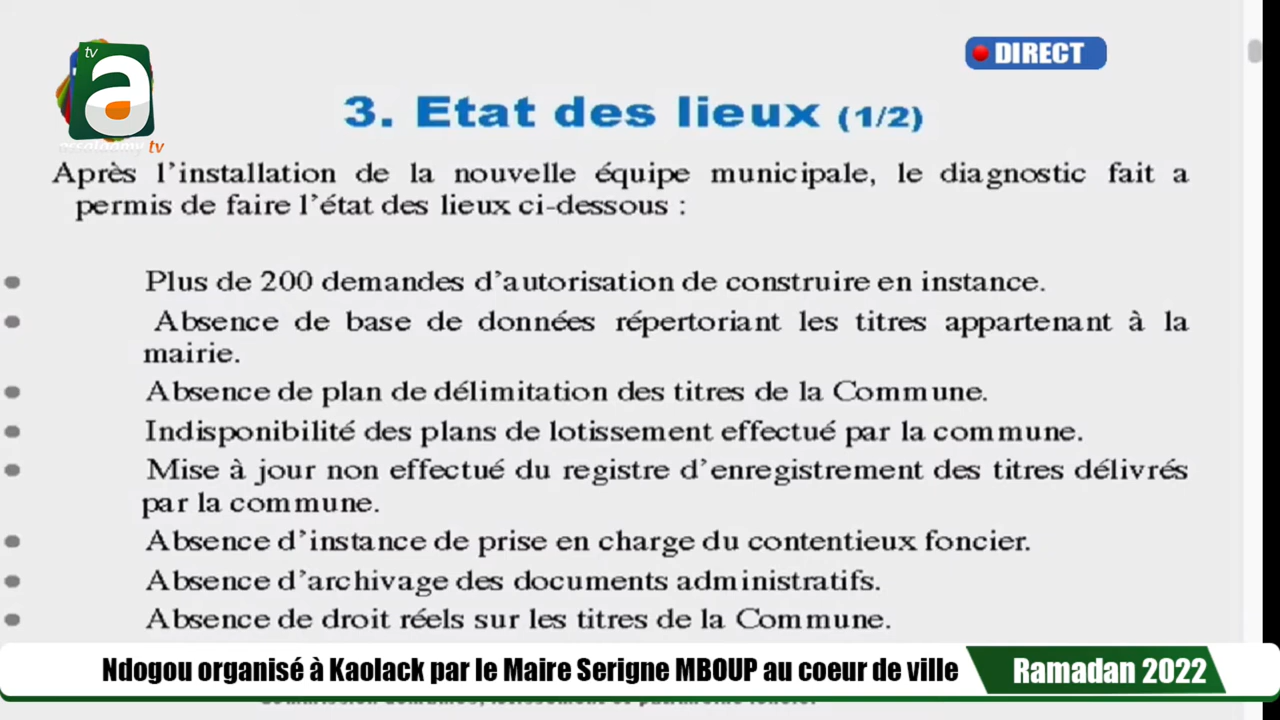 tv
a
DIRECT
assalaamy tv
3. Etat des lieux (1/2)
Après l'installation de la nouvelle équipe municipale, le diagnostic fait a
permis de faire l'état des lieux ci-dessous :
Plus de 200 demandes d'autorisation de construire en instance.
Absence de base de données répertoriant les titres appartenant à la
mairie.
Absence de plan de délimitation des titres de la Commune.
Indisponibilité des plans de lotissement effectué par la commune.
Mise à jour non effectué du registre d'enregistrement des titres délivrés
par la commune.
Absence d'instance de prise en charge du contentieux foncier.
Absence d'archivage des documents administratifs.
Absence de droit réels sur les titres de la Commune.
Ndogou organisé à Kaolack par le Maire Serigne MBOUP au coeur de ville
Ramadan 2022